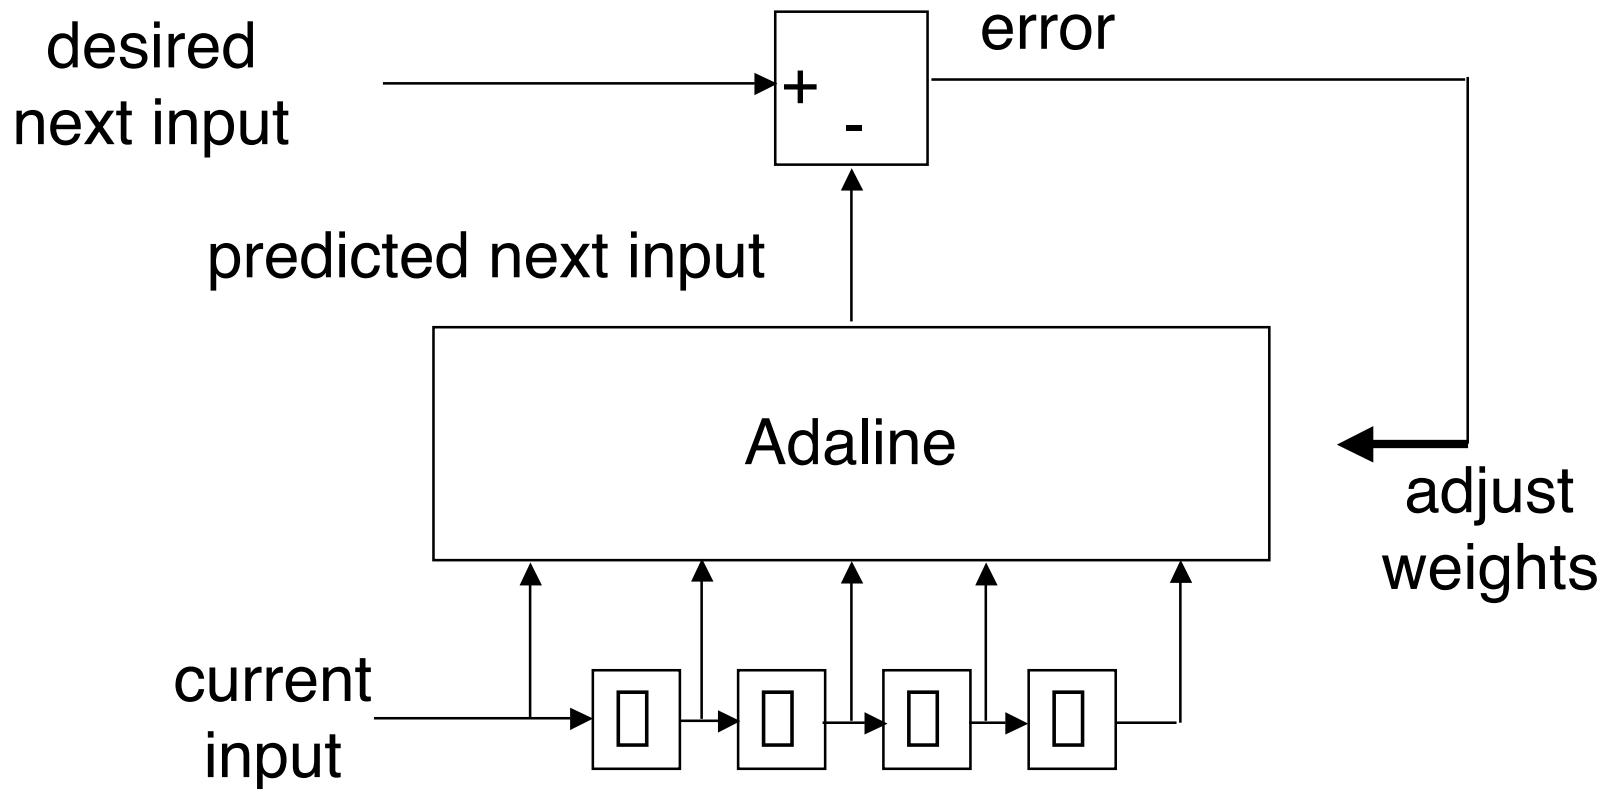 desired
next input
error
+
-
predicted next input
Adaline
adjust
weights
current
input